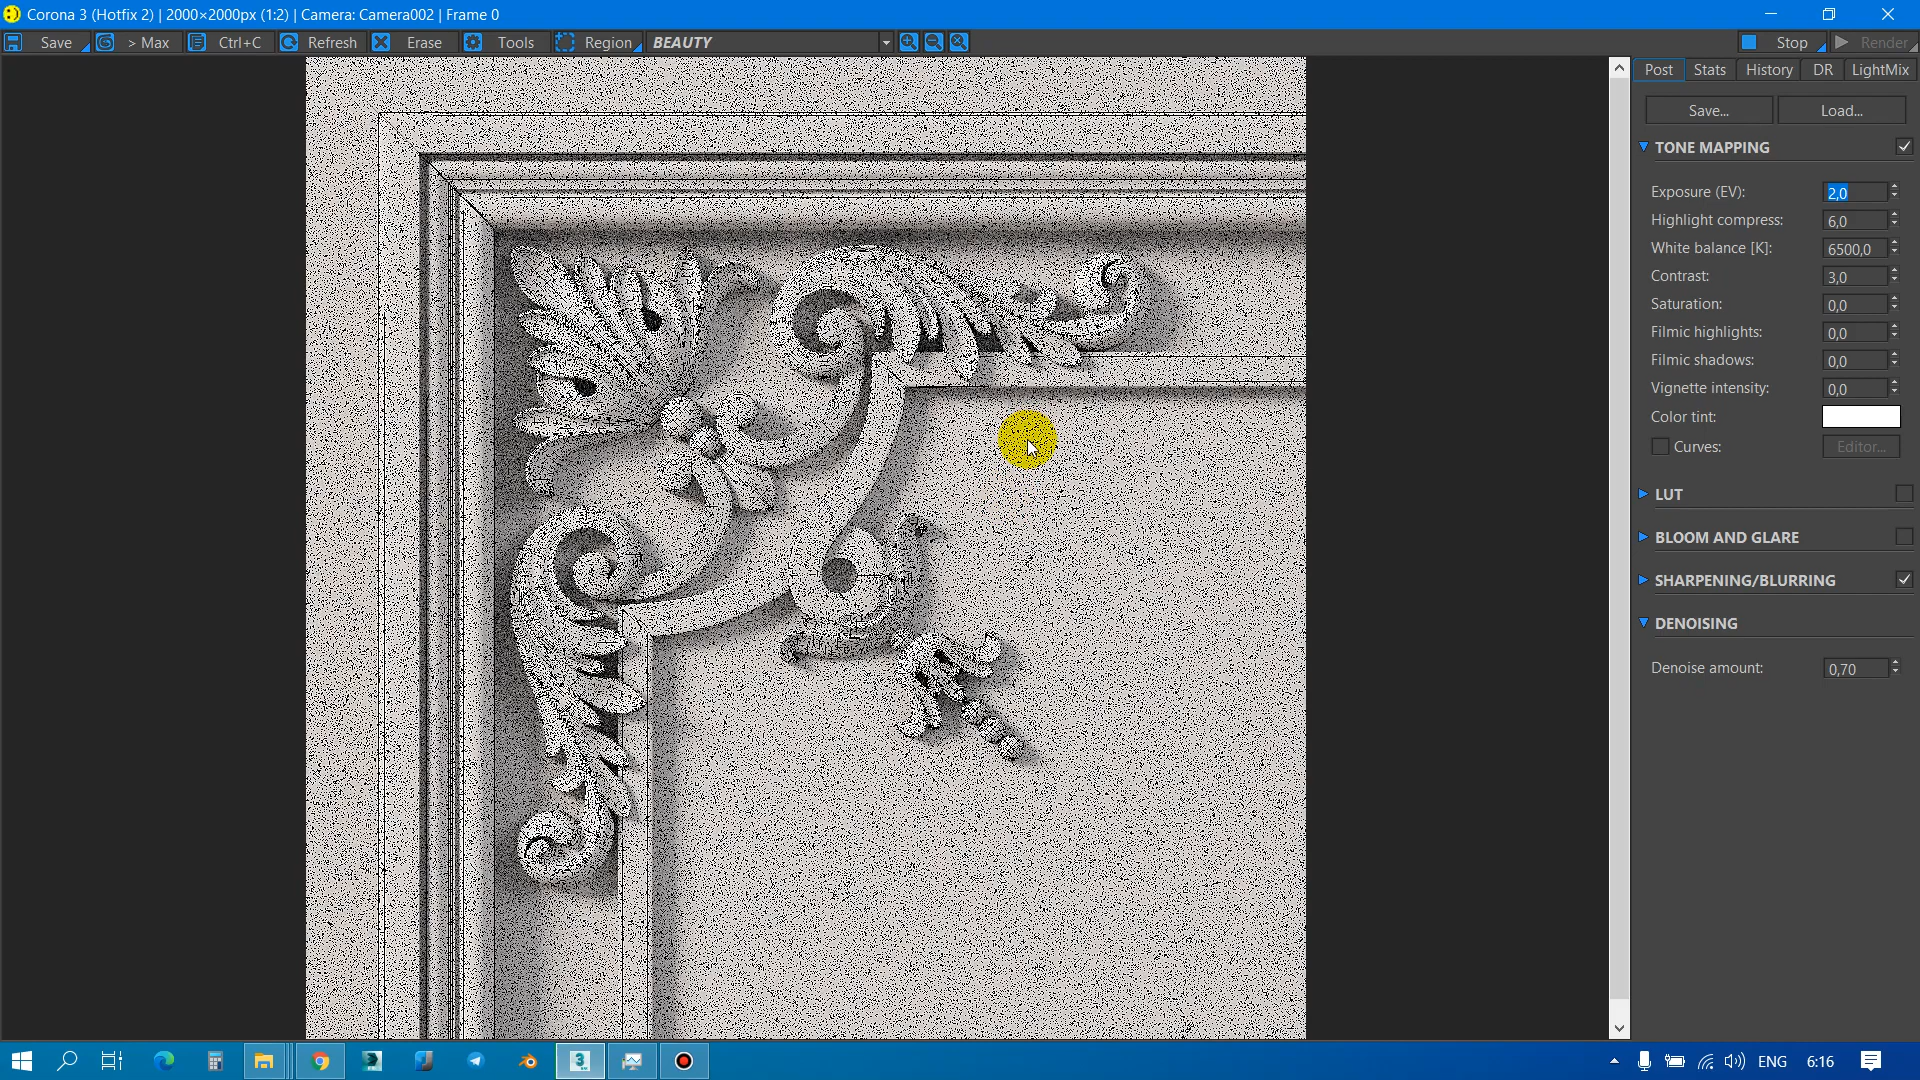 Corona 3 (Hotfix 2) | 2000×2000px (1:2) | Camera: Camera002 | Frame 0
Save > Max Ctrl+C Refresh Erase Tools Region BEAUTY Stop Render
Post Stats History DR LightMix
Save... Load...
TONE MAPPING
Exposure (EV): 2,0
Highlight compress: 6,0
White balance [K]: 6500,0
Contrast: 3,0
Saturation: 0,0
Filmic highlights: 0,0
Filmic shadows: 0,0
Vignette intensity: 0,0
Color tint:
Curves: Editor...
LUT
BLOOM AND GLARE
SHARPENING/BLURRING
DENOISING
Denoise amount: 0,70
ENG 6:16